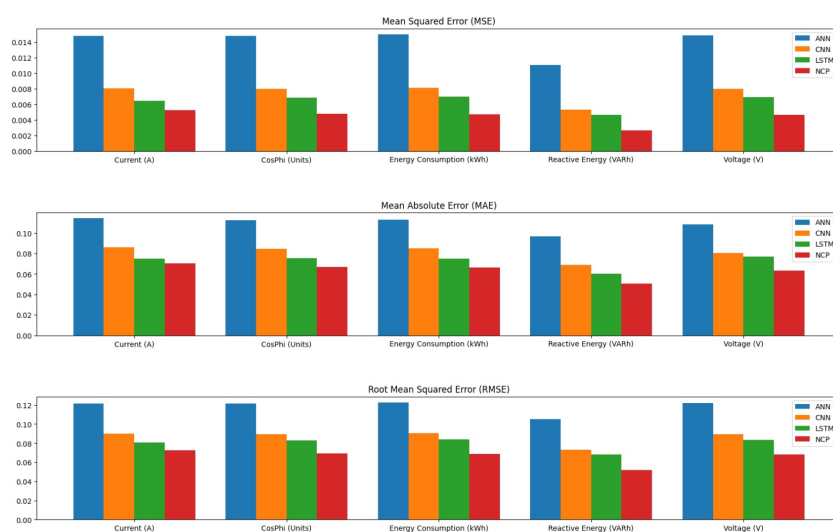 Mean Squared Error (MSE)
0.014
0.012
0.010
0.008
0.006
0.004
0.002
0.000
ANN
CNN
LSTM
NCP
Current (A) CosPhi (Units) Energy Consumption (kWh) Reactive Energy (VARh) Voltage (V)
Mean Absolute Error (MAE)
0.10
0.08
0.06
0.04
0.02
0.00
ANN
CNN
LSTM
NCP
Current (A) CosPhi (Units) Energy Consumption (kWh) Reactive Energy (VARh) Voltage (V)
Root Mean Squared Error (RMSE)
0.12
0.10
0.08
0.06
0.04
0.02
0.00
ANN
CNN
LSTM
NCP
Current (A) CosPhi (Units) Energy Consumption (kWh) Reactive Energy (VARh) Voltage (V)